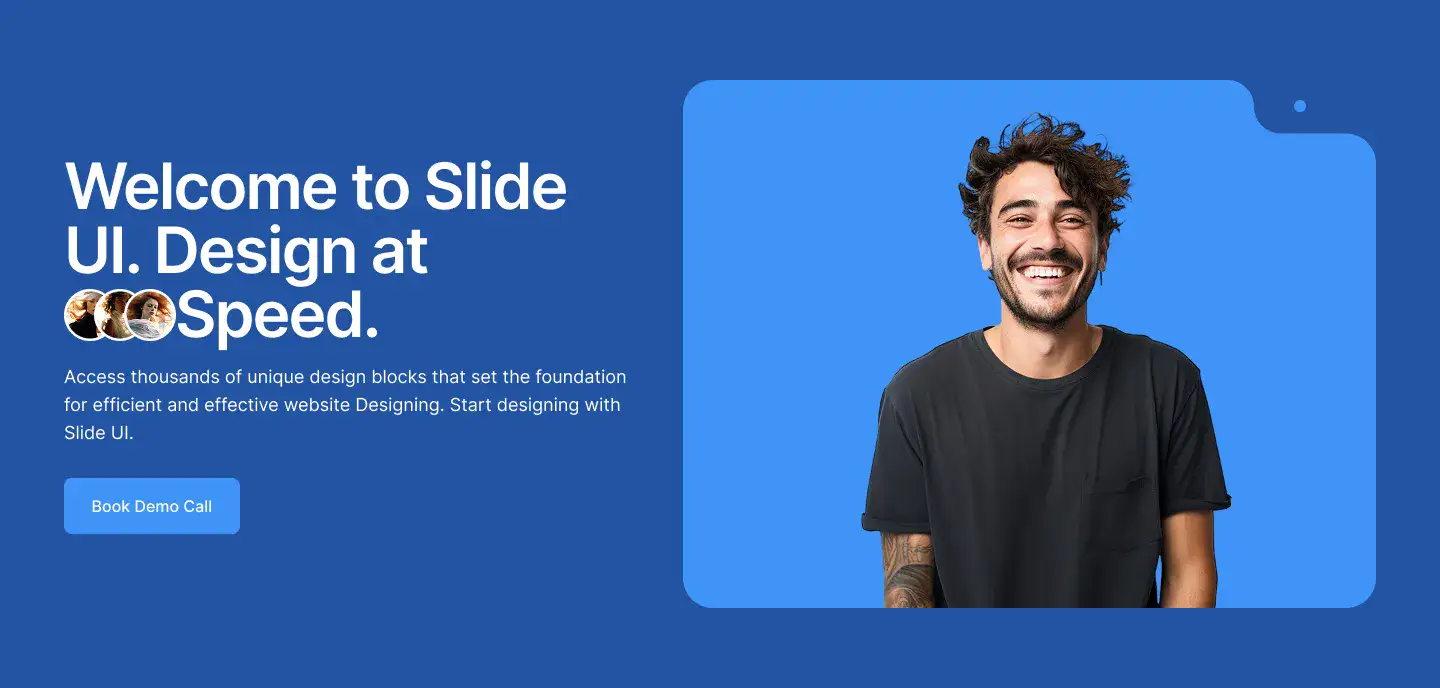 Welcome to Slide
UI. Design at
Speed.
Access thousands of unique design blocks that set the foundation
for efficient and effective website Designing. Start designing with
Slide UI.
Book Demo Call